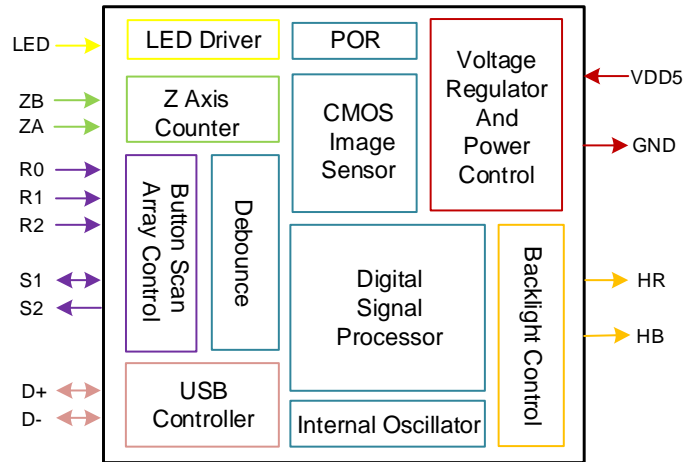 LED
ZB
ZA
R0
R1
R2
S1
S2
D+
D-
LED Driver
Z Axis
Counter
Button Scan
Array Control
Debounce
USB
Controller
POR
CMOS
Image
Sensor
Digital
Signal
Processor
Internal Oscillator
Voltage
Regulator
And
Power
Control
Backlight Control
VDD5
GND
HR
HB